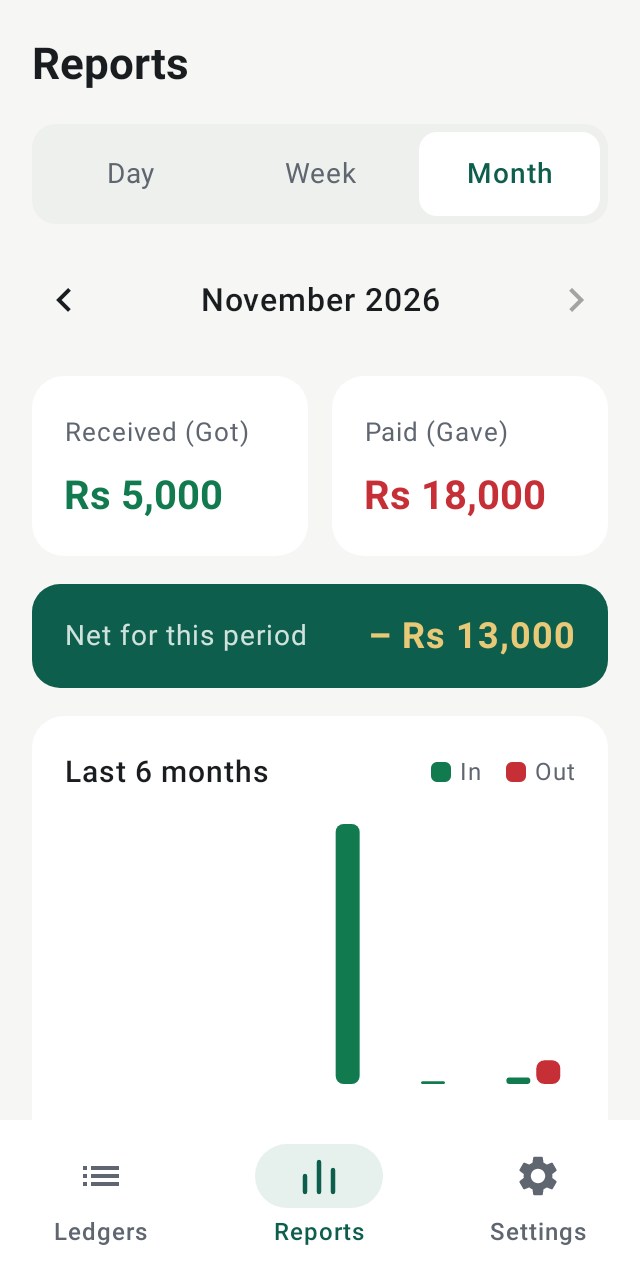 Reports
Day Week Month
November 2026
Received (Got) Paid (Gave)
Rs 5,000 Rs 18,000
Net for this period – Rs 13,000
Last 6 months In Out
Ledgers Reports Settings